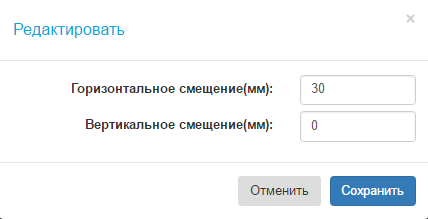 ×
Редактировать
Горизонтальное смещение(мм): 30
Вертикальное смещение(мм): 0
Отменить Сохранить